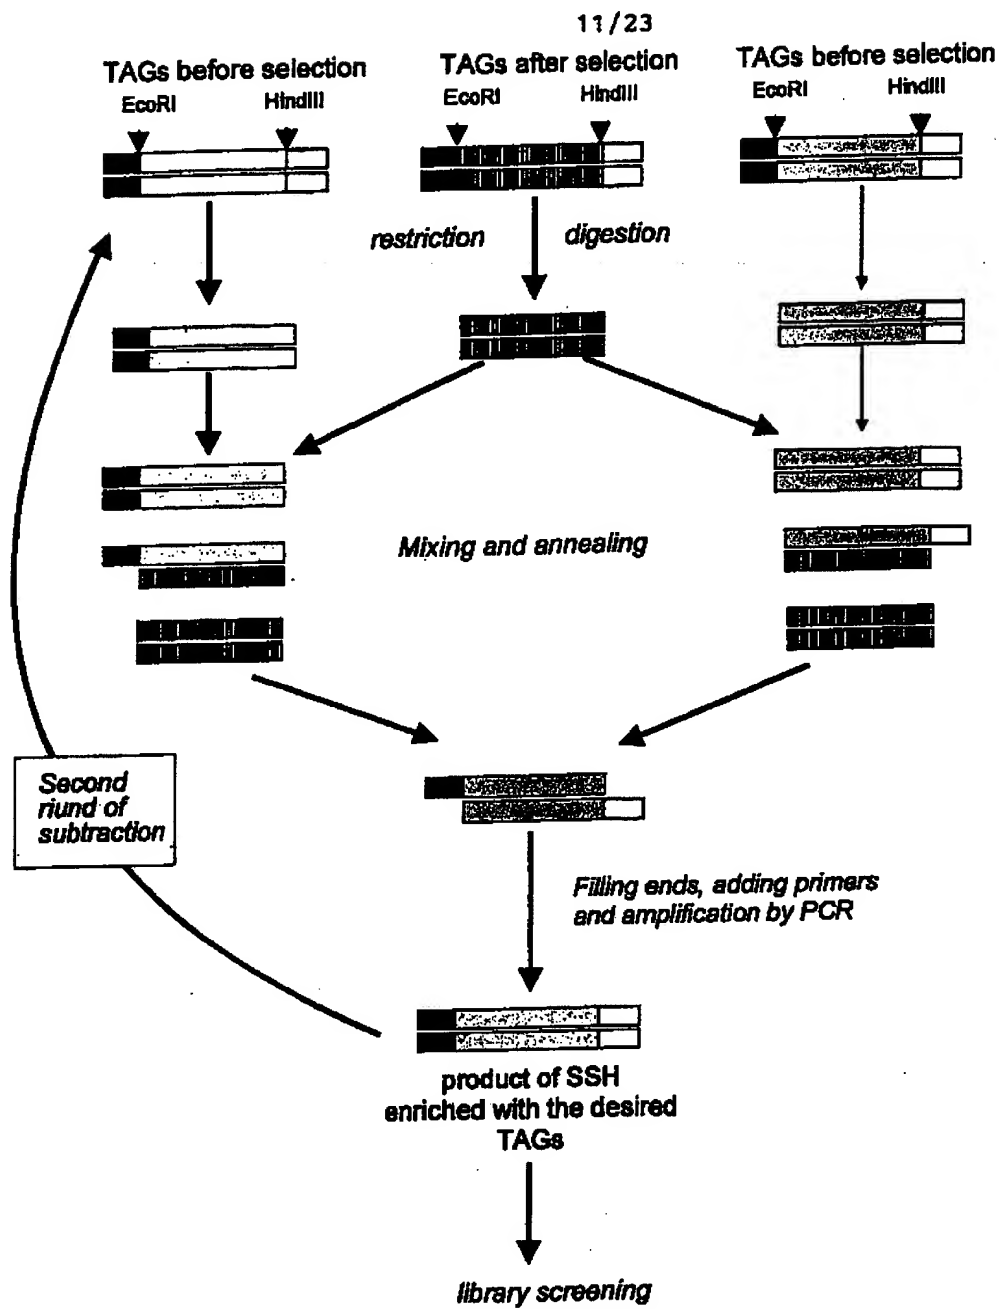 11/23
TAGs before selection
TAGs after selection
TAGs before selection
EcoRI
HindIII
EcoRI
HindIII
EcoRI
HindIII
restriction
digestion
Mixing and annealing
Second
riund of
subtraction
Filling ends, adding primers
and amplification by PCR
product of SSH
enriched with the desired
TAGs
library screening